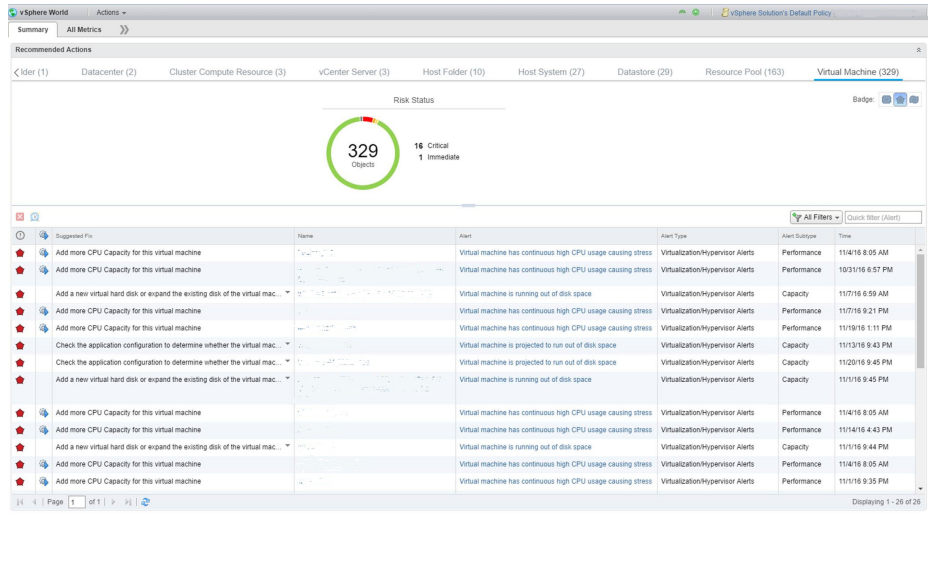 vSphere World Actions vSphere Solution's Default Policy
Summary All Metrics
Recommended Actions
lder (1) Datacenter (2) Cluster Compute Resource (3) vCenter Server (3) Host Folder (10) Host System (27) Datastore (29) Resource Pool (163) Virtual Machine (329)
Risk Status Badge:
329
Objects
16 Critical
1 Immediate
All Filters Quick filter (Alert)
Suggested Fix Name Alert Alert Type Alert Subtype Time
Add more CPU Capacity for this virtual machine Virtual machine has continuous high CPU usage causing stress Virtualization/Hypervisor Alerts Performance 11/4/16 8:05 AM
Add more CPU Capacity for this virtual machine Virtual machine has continuous high CPU usage causing stress Virtualization/Hypervisor Alerts Performance 10/31/16 6:57 PM
Add a new virtual hard disk or expand the existing disk of the virtual mac... Virtual machine is running out of disk space Virtualization/Hypervisor Alerts Capacity 11/7/16 6:59 AM
Add more CPU Capacity for this virtual machine Virtual machine has continuous high CPU usage causing stress Virtualization/Hypervisor Alerts Performance 11/7/16 9:21 PM
Add more CPU Capacity for this virtual machine Virtual machine has continuous high CPU usage causing stress Virtualization/Hypervisor Alerts Performance 11/19/16 1:11 PM
Check the application configuration to determine whether the virtual mac... Virtual machine is projected to run out of disk space Virtualization/Hypervisor Alerts Capacity 11/13/16 9:43 PM
Check the application configuration to determine whether the virtual mac... Virtual machine is projected to run out of disk space Virtualization/Hypervisor Alerts Capacity 11/20/16 9:45 PM
Add a new virtual hard disk or expand the existing disk of the virtual mac... Virtual machine is running out of disk space Virtualization/Hypervisor Alerts Capacity 11/1/16 9:45 PM
Add more CPU Capacity for this virtual machine Virtual machine has continuous high CPU usage causing stress Virtualization/Hypervisor Alerts Performance 11/4/16 8:05 AM
Add more CPU Capacity for this virtual machine Virtual machine has continuous high CPU usage causing stress Virtualization/Hypervisor Alerts Performance 11/14/16 4:43 PM
Add a new virtual hard disk or expand the existing disk of the virtual mac... Virtual machine is running out of disk space Virtualization/Hypervisor Alerts Capacity 11/1/16 9:44 PM
Add more CPU Capacity for this virtual machine Virtual machine has continuous high CPU usage causing stress Virtualization/Hypervisor Alerts Performance 11/4/16 8:05 AM
Add more CPU Capacity for this virtual machine Virtual machine has continuous high CPU usage causing stress Virtualization/Hypervisor Alerts Performance 11/1/16 9:35 PM
Page 1 of 1 Displaying 1 - 26 of 26